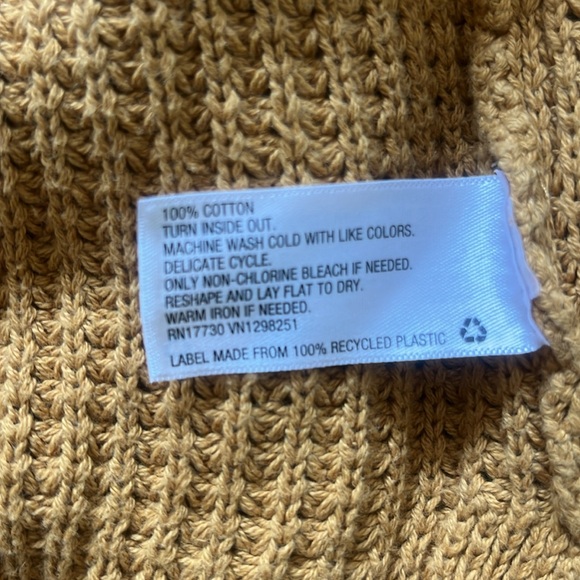 100% COTTON
TURN INSIDE OUT.
MACHINE WASH COLD WITH LIKE COLORS.
DELICATE CYCLE.
ONLY NON-CHLORINE BLEACH IF NEEDED.
RESHAPE AND LAY FLAT TO DRY.
WARM IRON IF NEEDED.
RN17730 VN1298251
LABEL MADE FROM 100% RECYCLED PLASTIC